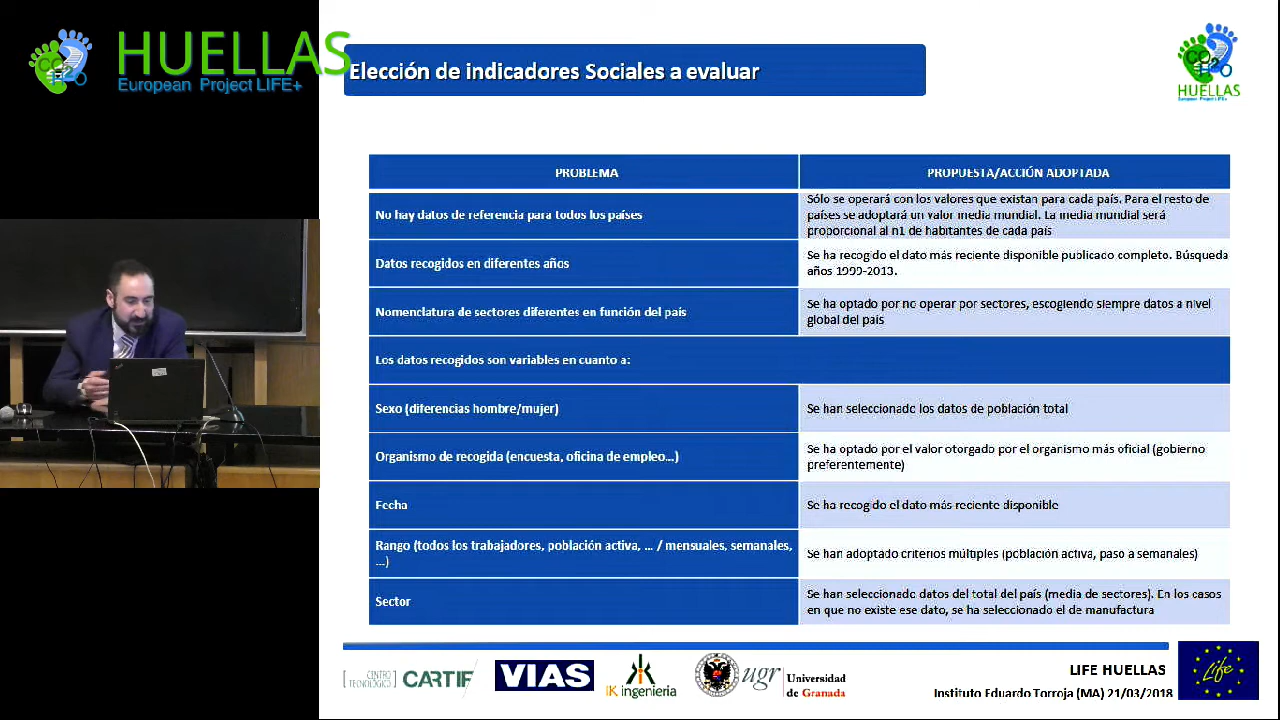 HUELLAS
European Project LIFE+
Elección de indicadores Sociales a evaluar
CO2
H2O
HUELLAS
European Project LIFE+
PROBLEMA
PROPUESTA/ACCIÓN ADOPTADA
No hay datos de referencia para todos los países
Sólo se operará con los valores que existan para cada país. Para el resto de
países se adoptará un valor media mundial. La media mundial será
proporcional al n1 de habitantes de cada país
Datos recogidos en diferentes años
Se ha recogido el dato más reciente disponible publicado completo. Búsqueda
años 1999-2013.
Nomenclatura de sectores diferentes en función del país
Se ha optado por no operar por sectores, escogiendo siempre datos a nivel
global del país
Los datos recogidos son variables en cuanto a:
Sexo (diferencias hombre/mujer)
Se han seleccionado los datos de población total
Organismo de recogida (encuesta, oficina de empleo...)
Se ha optado por el valor otorgado por el organismo más oficial (gobierno
preferentemente)
Fecha
Se ha recogido el dato más reciente disponible
Rango (todos los trabajadores, población activa, ... / mensuales, semanales,
...)
Se han adoptado criterios múltiples (población activa, paso a semanales)
Sector
Se han seleccionado datos del total del país (media de sectores). En los casos
en que no existe ese dato, se ha seleccionado el de manufactura
CENTRO
TECNOLÓGICO
CARTIF
VIAS
IK ingeniería
ugr
Universidad
de Granada
LIFE HUELLAS
Instituto Eduardo Torroja (MA) 21/03/2018
Life